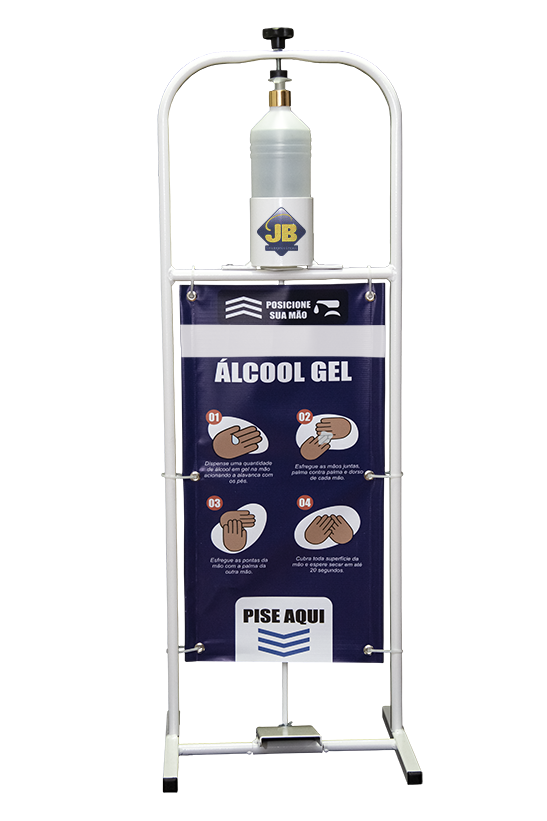 JB
POSICIONE
SUA MÃO
ÁLCOOL GEL
01
Dispense uma quantidade
de álcool em gel na mão
acionando a alavanca com
os pés.
02
Esfregue as mãos juntas,
palma contra palma e dorso
de cada mão.
03
Esfregue as pontas da
mão com a palma da
outra mão.
04
Cubra toda superfície da
mão e espere secar em até
20 segundos.
PISE AQUI